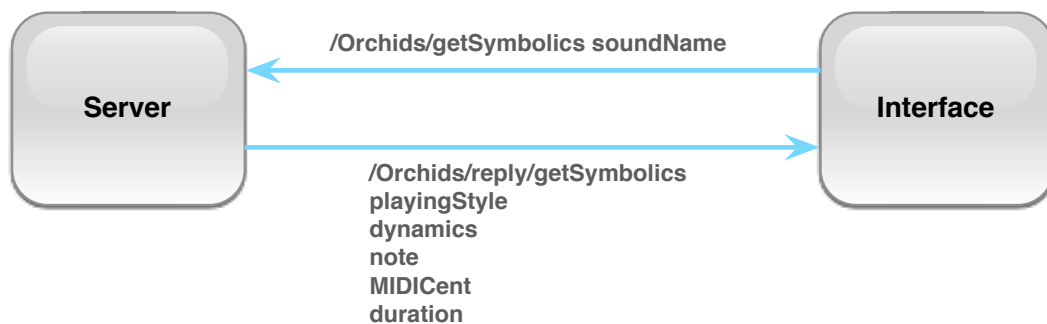 /Orchids/getSymbolics soundName
Server
Interface
/Orchids/reply/getSymbolics
playingStyle
dynamics
note
MIDICent
duration